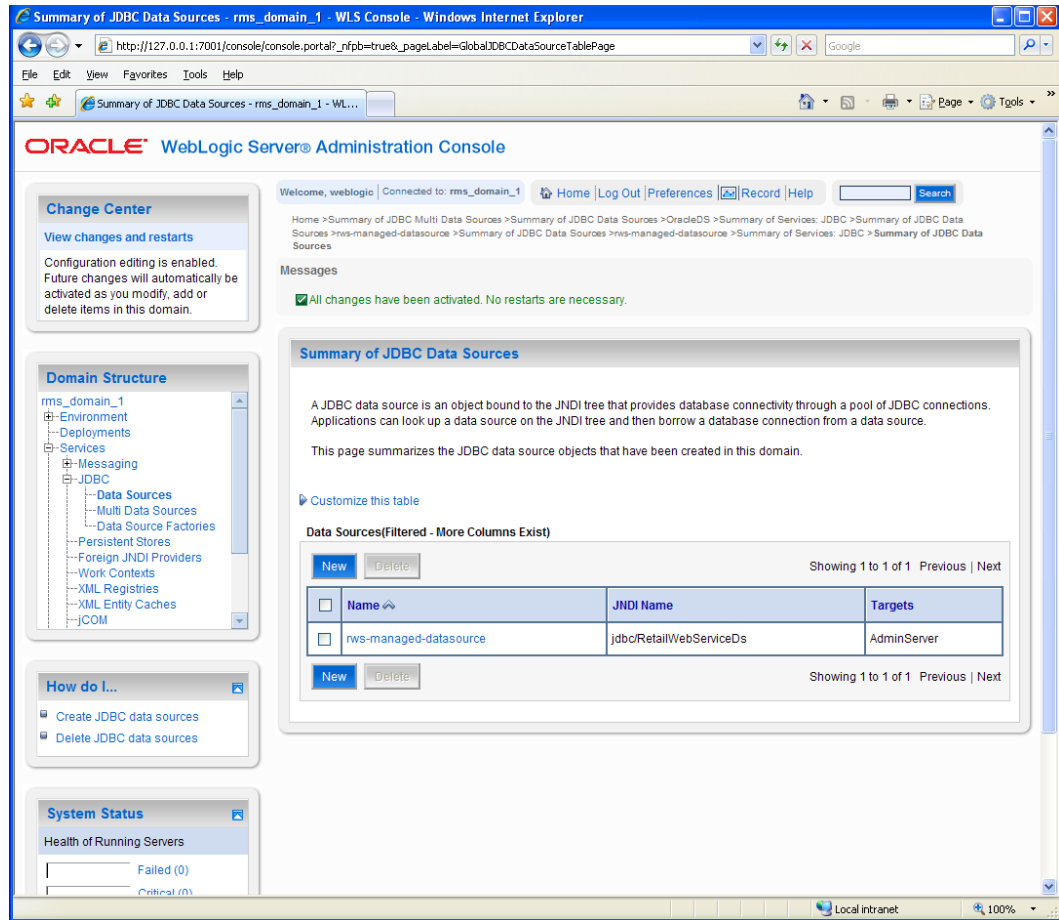 Summary of JDBC Data Sources - rms_domain_1 - WLS Console - Windows Internet Explorer
http://127.0.0.1:7001/console/console.portal?_nfpb=true&_pageLabel=GlobalJDBCDataSourceTablePage
Google
File Edit View Favorites Tools Help
Summary of JDBC Data Sources - rms_domain_1 - WL...
Page Tools »
ORACLE WebLogic Server® Administration Console
Change Center
View changes and restarts
Configuration editing is enabled.
Future changes will automatically be
activated as you modify, add or
delete items in this domain.
Domain Structure
rms_domain_1
Environment
Deployments
Services
Messaging
JDBC
Data Sources
Multi Data Sources
Data Source Factories
Persistent Stores
Foreign JNDI Providers
Work Contexts
XML Registries
XML Entity Caches
jCOM
How do I...
Create JDBC data sources
Delete JDBC data sources
System Status
Health of Running Servers
Failed (0)
Critical (0)
Welcome, weblogic Connected to: rms_domain_1 Home Log Out Preferences Record Help Search
Home >Summary of JDBC Multi Data Sources >Summary of JDBC Data Sources >OracleDS >Summary of Services: JDBC >Summary of JDBC Data
Sources >rws-managed-datasource >Summary of JDBC Data Sources >rws-managed-datasource >Summary of Services: JDBC >Summary of JDBC Data
Sources
Messages
All changes have been activated. No restarts are necessary.
Summary of JDBC Data Sources
A JDBC data source is an object bound to the JNDI tree that provides database connectivity through a pool of JDBC connections.
Applications can look up a data source on the JNDI tree and then borrow a database connection from a data source.
This page summarizes the JDBC data source objects that have been created in this domain.
Customize this table
Data Sources(Filtered - More Columns Exist)
New Delete Showing 1 to 1 of 1 Previous | Next
Name JNDI Name Targets
rws-managed-datasource jdbc/RetailWebServiceDs AdminServer
New Delete Showing 1 to 1 of 1 Previous | Next
Local intranet 100%